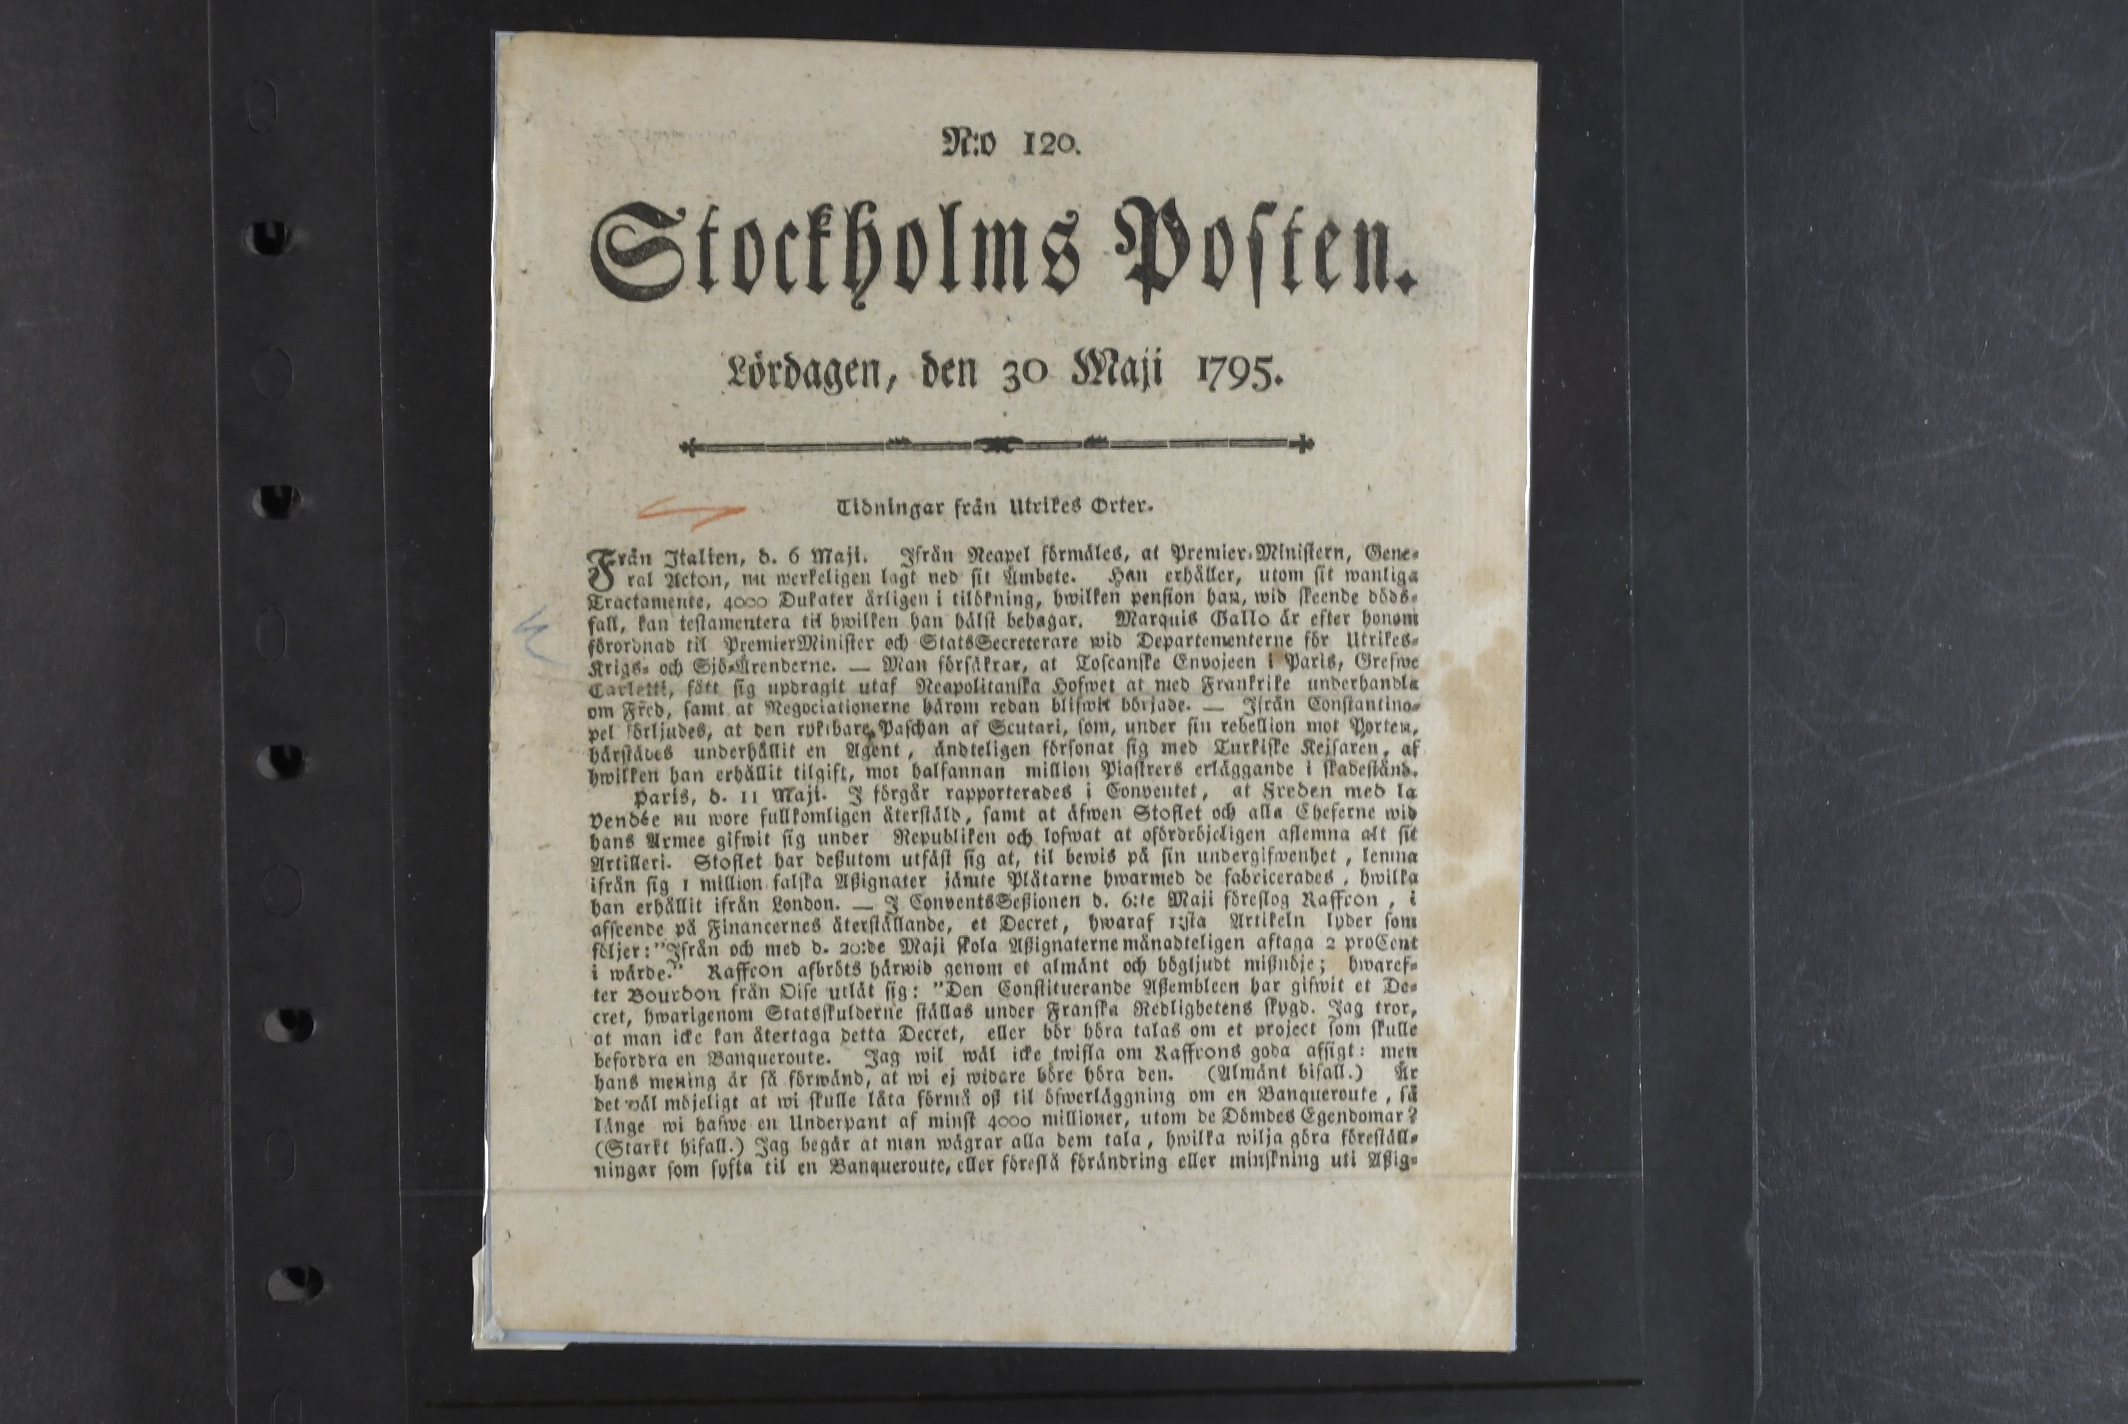 N:o 120.
Stockholms Posten.
Lördagen, den 30 Maji 1795.
Tidningar från Utrikes Orter.
Från Italien, d. 6 Maji. Ifrån Neapel förmäles, at Premier-Ministern, Gene-
ral Acton, nu werkeligen lagt ned sit Ämbete. Han erhåller, utom sit wanliga
Tractamente, 4000 Dukater årligen i tilökning, hwilken pension han, wid skeende döds-
fall, kan testamentera til hwilken han hälst behagar. Marquis Gallo är efter honom
förordnad til PremierMinister och StatsSecreterare wid Departementerne för Utrikes-
Krigs- och Sjö-Ärenderne. — Man försäkrar, at Toscanske Envojeen i Paris, Grefwe
Carletti, fått sig updragit utaf Neapolitanska Hofwet at med Frankrike underhandla
om Fred, samt at Negociationerne härom redan blifwit började. — Ifrån Constantino-
pel förljudes, at den ryktbare Paschan af Scutari, som, under sin rebellion mot Porten,
härstädes underhållit en Agent, ändteligen försonat sig med Turkiske Kejsaren, af
hwilken han erhållit tilgift, mot halfannan million Piastrers erläggande i skadestånd.
Paris, d. 11 Maji. I förgår rapporterades i Conventet, at Freden med la
Vendée nu wore fullkomligen återstäld, samt at äfwen Stoflet och alla Cheferne wid
hans Armee gifwit sig under Republiken och lofwat at ofördröjeligen aflemna alt sit
Artilleri. Stoflet har deßutom utfäst sig at, til bewis på sin undergifwenhet, lemna
ifrån sig 1 million falska Aßignater jämte Plåtarne hwarmed de fabricerades, hwilka
han erhållit ifrån London. — I ConventsSeßionen d. 6:te Maji föreslog Raffron, i
afseende på Financernes återställande, et Decret, hwaraf 1:sta Artikeln lyder som
följer: "Ifrån och med d. 20:de Maji skola Aßignaterne månadteligen aftaga 2 proCent
i wärde." Raffron afbröts härwid genom et almänt och högljudt mißnöje; hwaref-
ter Bourdon från Oise utlät sig: "Den Constituerande Aßembleen har gifwit et De-
cret, hwarigenom Statsskulderne ställas under Franska Redlighetens skygd. Jag tror,
at man icke kan återtaga detta Decret, eller bör höra talas om et project som skulle
befordra en Banqueroute. Jag wil wäl icke twifla om Raffrons goda afsigt: men
hans mening är så förwänd, at wi ej widare böre höra den. (Almänt bifall.) Är
det wäl möjeligt at wi skulle låta förmå oß til öfwerläggning om en Banqueroute, så
länge wi hafwe en Underpant af minst 4000 millioner, utom de Dömdes Egendomar?
(Starkt bifall.) Jag begär at man wägrar alla dem tala, hwilka wilja göra föreställ-
ningar som syfta til en Banqueroute, eller föreslå förändring eller minskning uti Aßig-